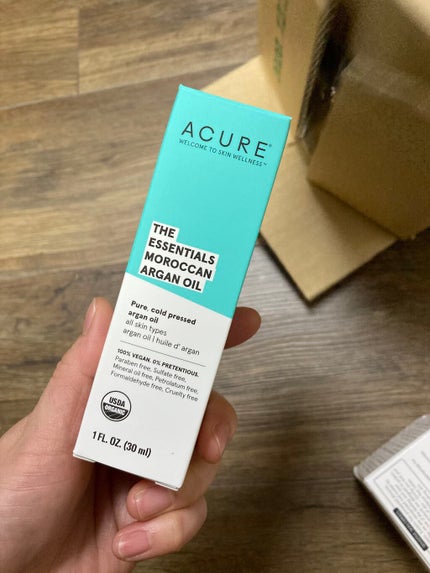 ACURE®
WELCOME TO SKIN WELLNESS™
THE
ESSENTIALS
MOROCCAN
ARGAN OIL
Pure, cold pressed
argan oil
all skin types
argan oil | huile d' argan
100% VEGAN. 0% PRETENTIOUS.
Paraben free, Sulfate free,
Mineral oil free, Petrolatum free,
Formaldehyde free, Cruelty free
USDA
ORGANIC
1 FL. OZ. (30 ml)